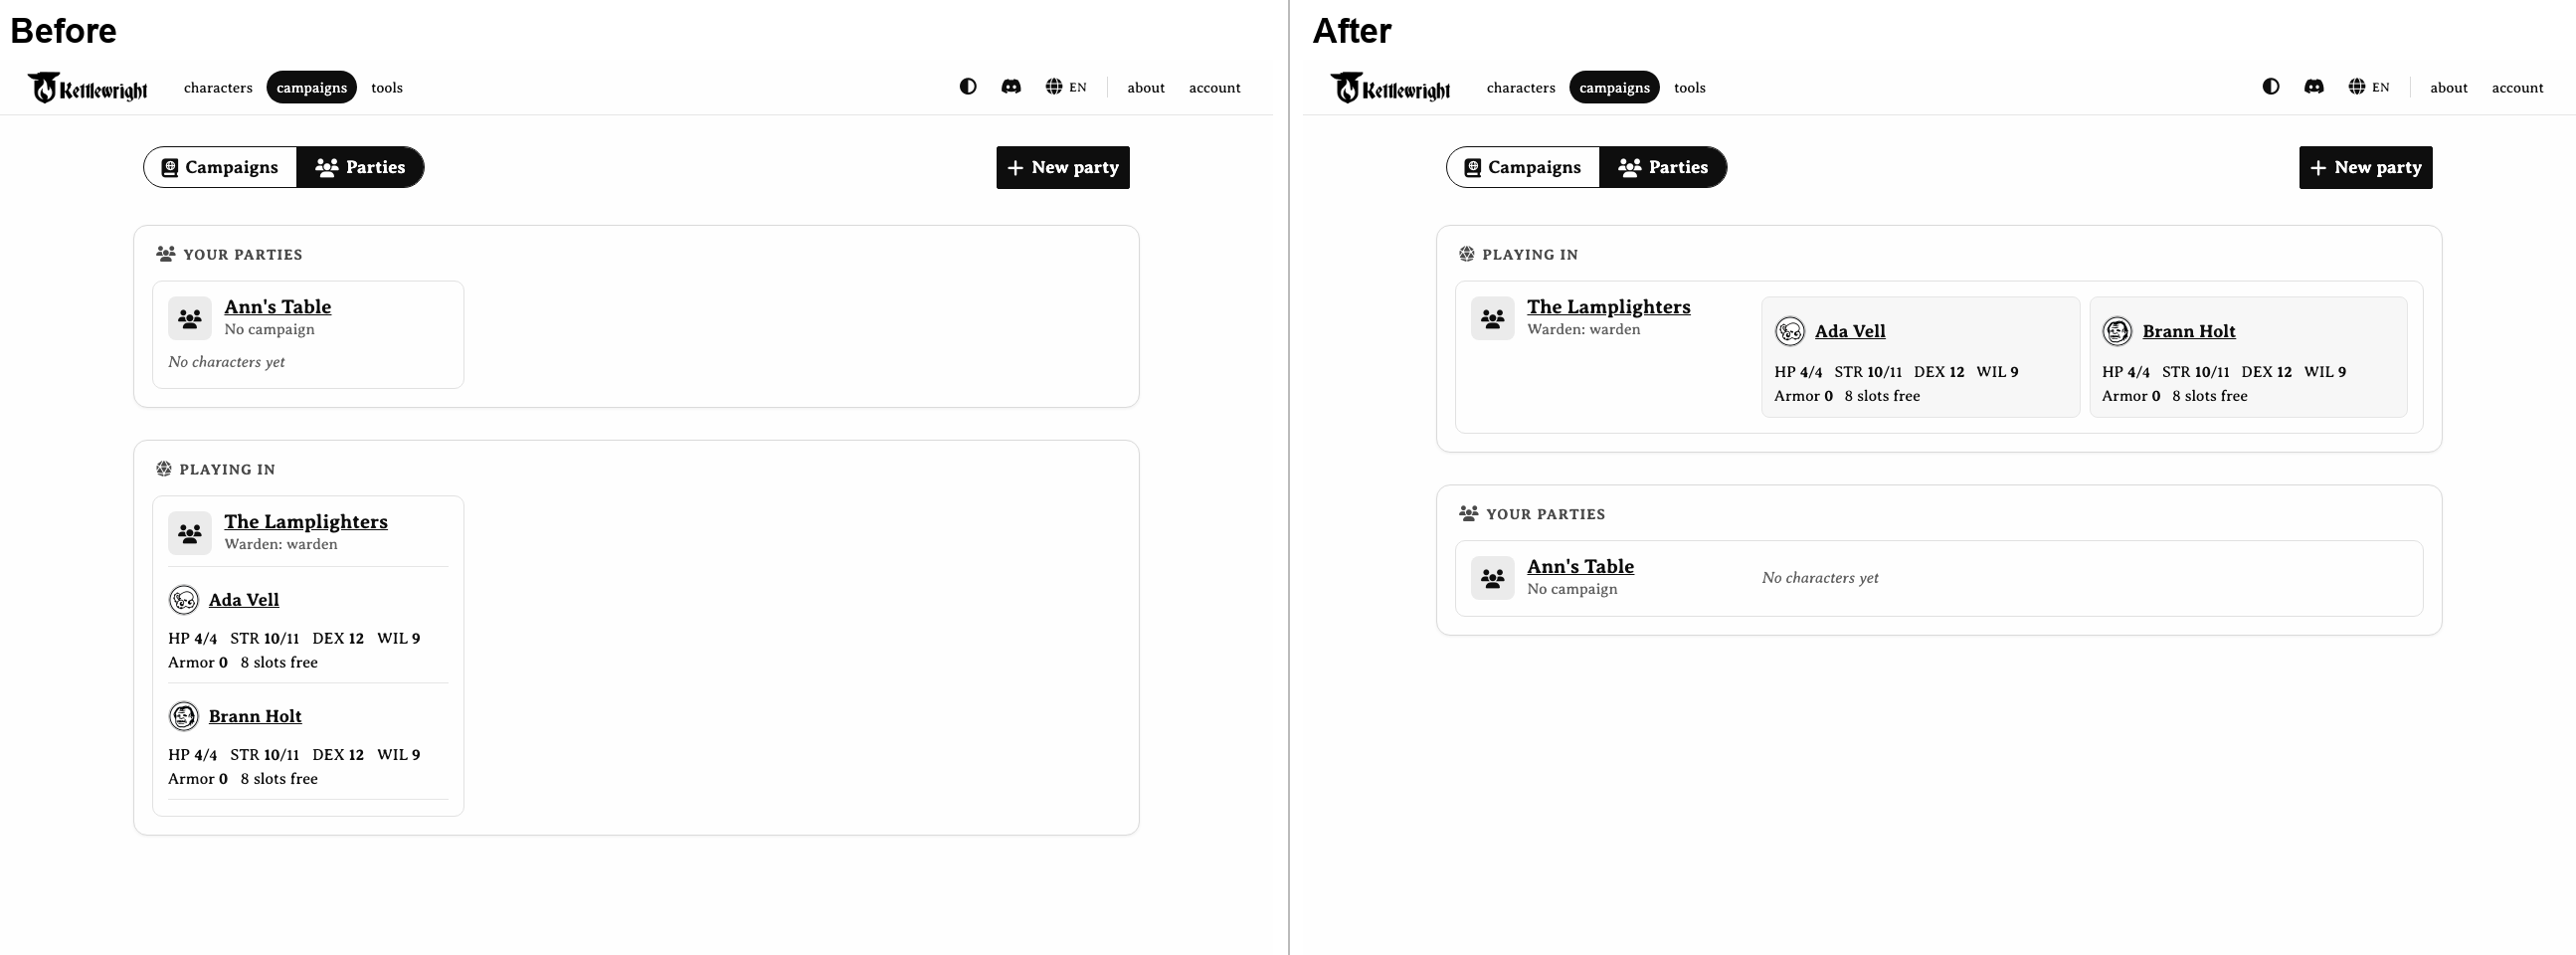 Before
Kettlewright characters campaigns tools EN about account
Campaigns Parties + New party
YOUR PARTIES
Ann's Table
No campaign
No characters yet
PLAYING IN
The Lamplighters
Warden: warden
Ada Vell
HP 4/4 STR 10/11 DEX 12 WIL 9
Armor 0 8 slots free
Brann Holt
HP 4/4 STR 10/11 DEX 12 WIL 9
Armor 0 8 slots free
After
Kettlewright characters campaigns tools EN about account
Campaigns Parties + New party
PLAYING IN
The Lamplighters
Warden: warden
Ada Vell
HP 4/4 STR 10/11 DEX 12 WIL 9
Armor 0 8 slots free
Brann Holt
HP 4/4 STR 10/11 DEX 12 WIL 9
Armor 0 8 slots free
YOUR PARTIES
Ann's Table
No campaign
No characters yet